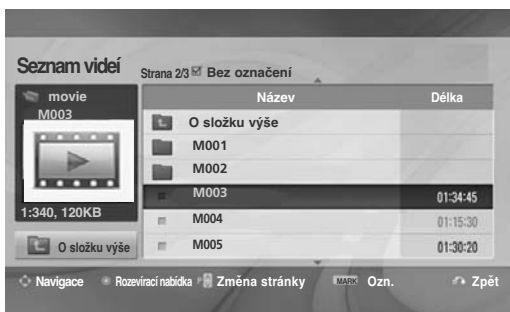 Seznam videí Strana 2/3 Bez označení
movie
M003
1:340, 120KB
O složku výše
Název Délka
O složku výše
M001
M002
M003 01:34:45
M004 01:15:30
M005 01:30:20
Navigace Rozevírací nabídka P Změna stránky MARK Ozn. Zpět